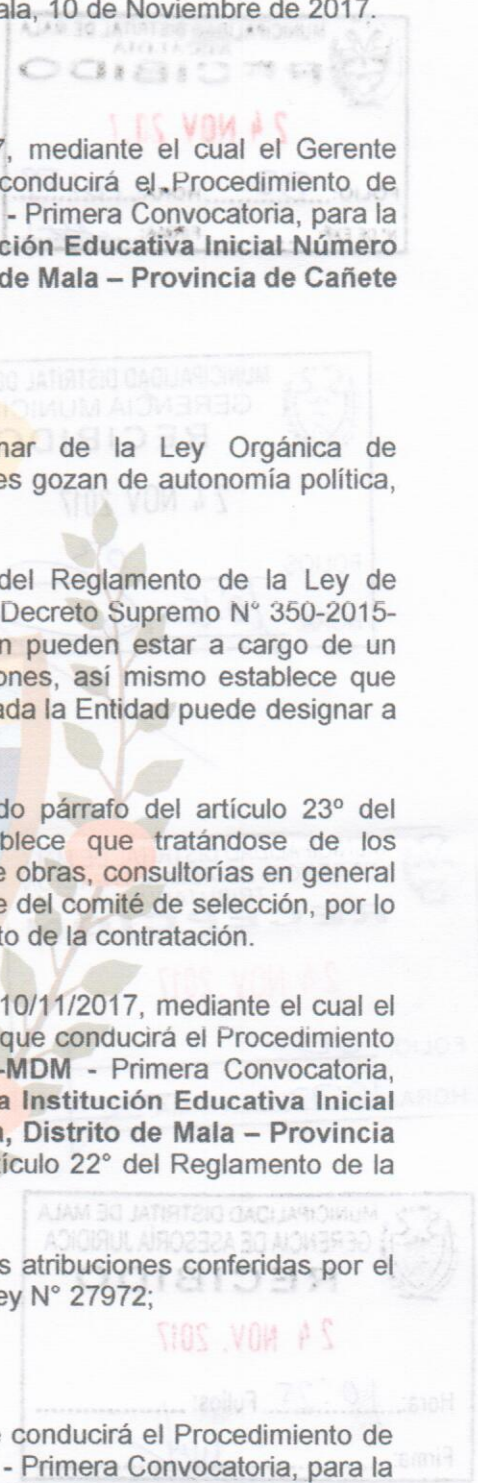 ala, 10 de Noviembre de 2017.
7, mediante el cual el Gerente
conducirá el Procedimiento de
- Primera Convocatoria, para la
ción Educativa Inicial Número
de Mala – Provincia de Cañete
nar de la Ley Orgánica de
es gozan de autonomía política,
del Reglamento de la Ley de
Decreto Supremo N° 350-2015-
n pueden estar a cargo de un
ones, así mismo establece que
ada la Entidad puede designar a
do párrafo del artículo 23º del
blece que tratándose de los
e obras, consultorías en general
e del comité de selección, por lo
to de la contratación.
10/11/2017, mediante el cual el
que conducirá el Procedimiento
-MDM - Primera Convocatoria,
a Institución Educativa Inicial
, Distrito de Mala – Provincia
tículo 22° del Reglamento de la
MUNICIPALIDAD DISTRITAL DE MALA
GERENCIA DE ASESORIA JURIDICA
RECIBIDO
s atribuciones conferidas por el
ey N° 27972;
24 NOV. 2017
Hora: Folios:
Firma:
e conducirá el Procedimiento de
- Primera Convocatoria, para la